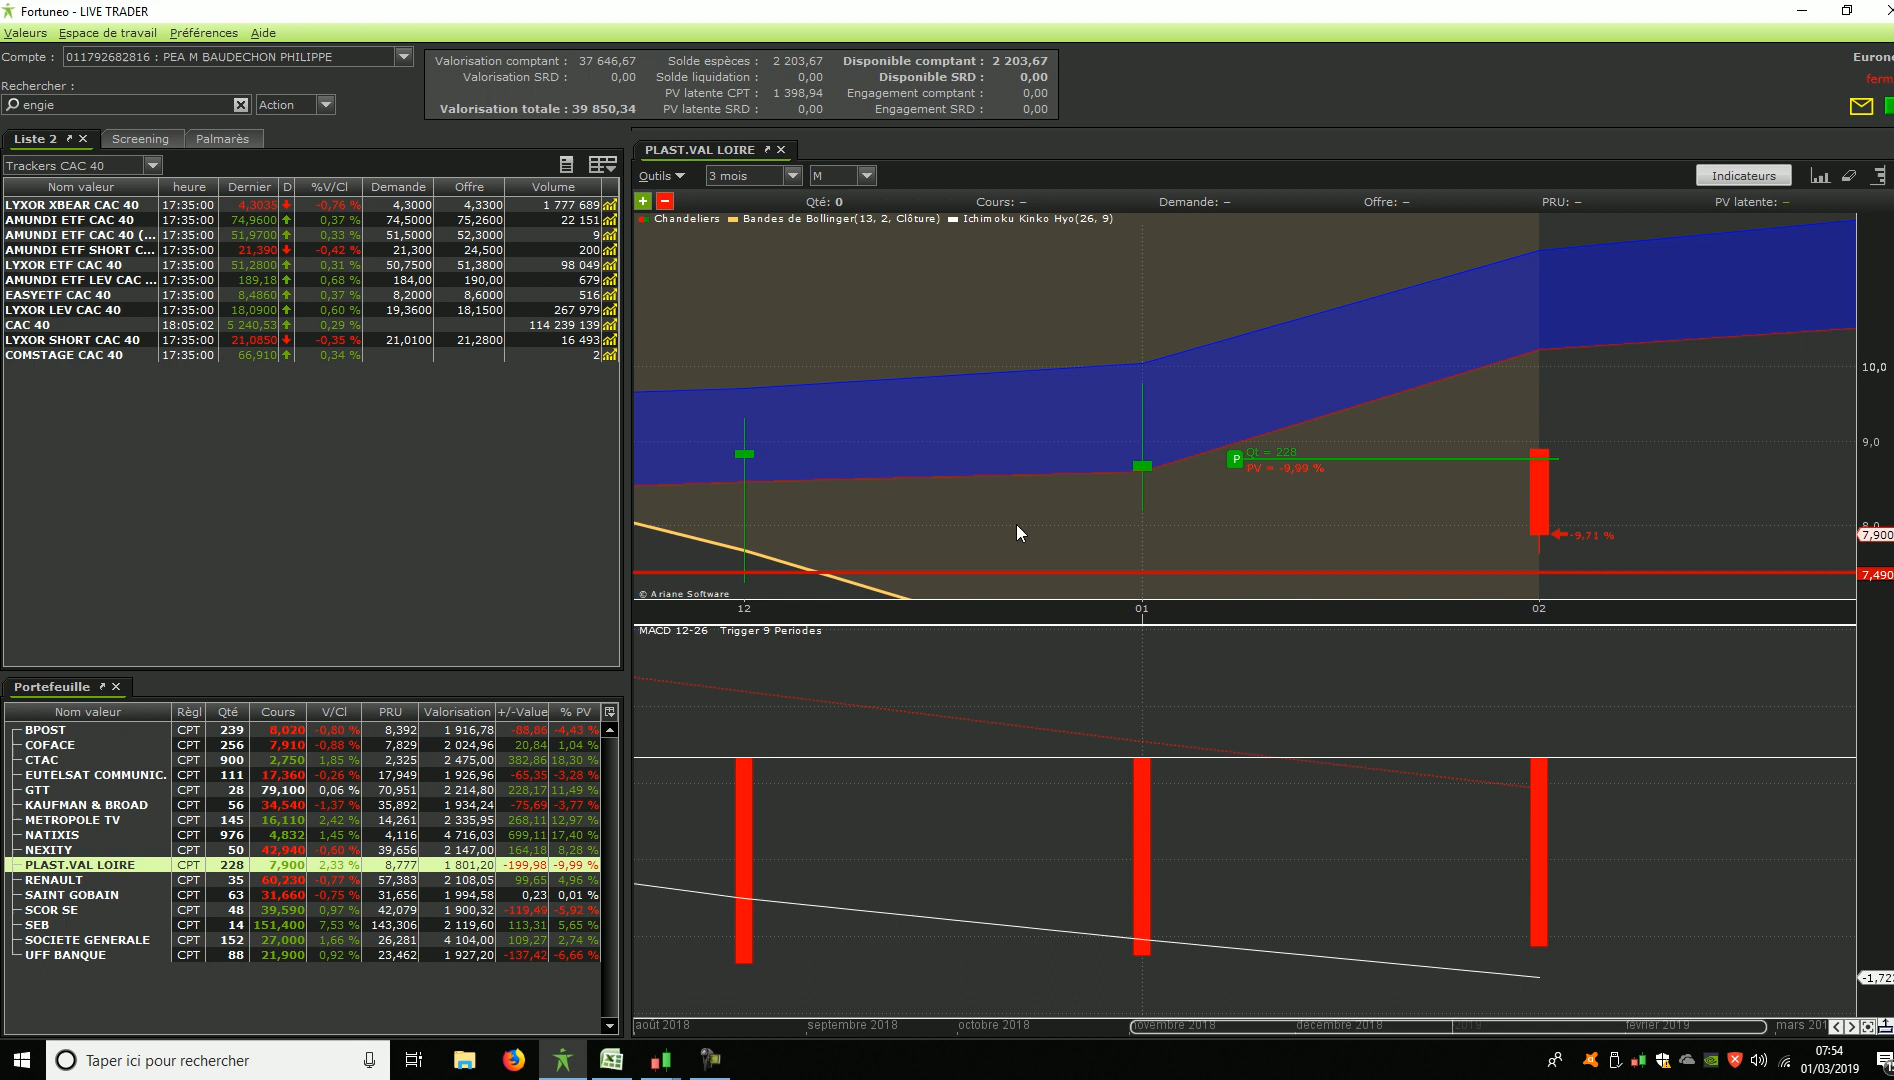 Fortuneo - LIVE TRADER
Valeurs Espace de travail Préférences Aide
Compte : 011792682816 : PEA M BAUDECHON PHILIPPE
Rechercher :
engie Action
Valorisation comptant : 37 646,67 Solde espèces : 2 203,67 Disponible comptant : 2 203,67
Valorisation SRD : 0,00 Solde liquidation : 0,00 Disponible SRD : 0,00
PV latente CPT : 1 398,94 Engagement comptant : 0,00
Valorisation totale : 39 850,34 PV latente SRD : 0,00 Engagement SRD : 0,00
Eurone
ferm
Liste 2 Screening Palmarès
Trackers CAC 40
Nom valeur heure Dernier D %V/Cl Demande Offre Volume
LYXOR XBEAR CAC 40 17:35:00 4,3035 -0,76 % 4,3000 4,3300 1 777 689
AMUNDI ETF CAC 40 17:35:00 74,9600 0,37 % 74,5000 75,2600 22 151
AMUNDI ETF CAC 40 (... 17:35:00 51,9700 0,33 % 51,5000 52,3000 9
AMUNDI ETF SHORT C... 17:35:00 21,390 -0,42 % 21,300 24,500 200
LYXOR ETF CAC 40 17:35:00 51,2800 0,31 % 50,7500 51,3800 98 049
AMUNDI ETF LEV CAC ... 17:35:00 189,18 0,68 % 184,00 190,00 679
EASYETF CAC 40 17:35:00 8,4860 0,37 % 8,2000 8,6000 516
LYXOR LEV CAC 40 17:35:00 18,0900 0,60 % 19,3600 18,1500 267 979
CAC 40 18:05:02 5 240,53 0,29 % 114 239 139
LYXOR SHORT CAC 40 17:35:00 21,0850 -0,35 % 21,0100 21,2800 16 493
COMSTAGE CAC 40 17:35:00 66,910 0,34 % 2
Portefeuille
Nom valeur Règl Qté Cours V/Cl PRU Valorisation +/-Value % PV
BPOST CPT 239 8,020 -0,80 % 8,392 1 916,78 -88,86 -4,43 %
COFACE CPT 256 7,910 -0,88 % 7,829 2 024,96 20,84 1,04 %
CTAC CPT 900 2,750 1,85 % 2,325 2 475,00 382,86 18,30 %
EUTELSAT COMMUNIC. CPT 111 17,360 -0,26 % 17,949 1 926,96 -65,35 -3,28 %
GTT CPT 28 79,100 0,06 % 70,951 2 214,80 228,17 11,49 %
KAUFMAN & BROAD CPT 56 34,540 -1,37 % 35,892 1 934,24 -75,69 -3,77 %
METROPOLE TV CPT 145 16,110 2,42 % 14,261 2 335,95 268,11 12,97 %
NATIXIS CPT 976 4,832 1,45 % 4,116 4 716,03 699,11 17,40 %
NEXITY CPT 50 42,940 -0,60 % 39,656 2 147,00 164,18 8,28 %
PLAST.VAL LOIRE CPT 228 7,900 2,33 % 8,777 1 801,20 -199,98 -9,99 %
RENAULT CPT 35 60,230 -0,77 % 57,383 2 108,05 99,65 4,96 %
SAINT GOBAIN CPT 63 31,660 -0,75 % 31,656 1 994,58 0,23 0,01 %
SCOR SE CPT 48 39,590 0,97 % 42,079 1 900,32 -119,49 -5,92 %
SEB CPT 14 151,400 7,53 % 143,306 2 119,60 113,31 5,65 %
SOCIETE GENERALE CPT 152 27,000 1,66 % 26,281 4 104,00 109,27 2,74 %
UFF BANQUE CPT 88 21,900 0,92 % 23,462 1 927,20 -137,42 -6,66 %
PLAST.VAL LOIRE
Outils 3 mois M Indicateurs
Qté: 0 Cours: – Demande: – Offre: – PRU: – PV latente: –
Chandeliers Bandes de Bollinger(13, 2, Clôture) Ichimoku Kinko Hyo(26, 9)
10,0
9,0
P Qt = 228
PV = -9,99 %
8,0
-9,71 %
7,900
7,490
© Ariane Software
12 01 02
MACD 12-26 Trigger 9 Periodes
-1,723
août 2018 septembre 2018 octobre 2018 novembre 2018 décembre 2018 2019 février 2019 mars 201
Taper ici pour rechercher
07:54
01/03/2019